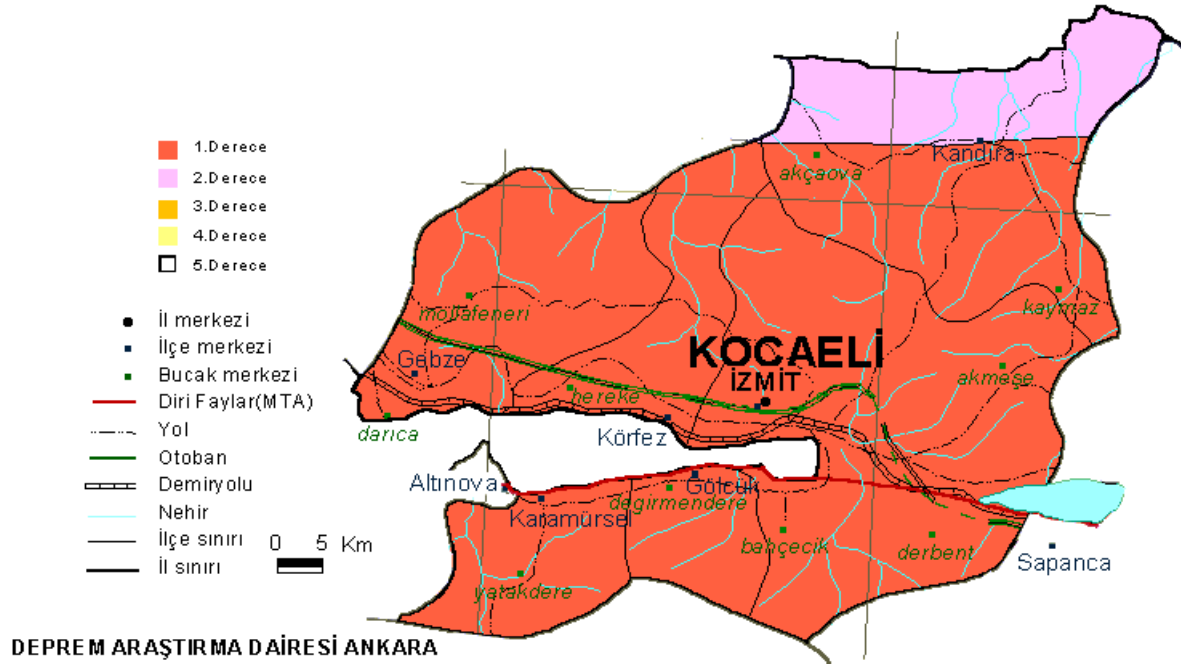 1.Derece
2.Derece
3.Derece
4.Derece
5.Derece
İl merkezi
İlçe merkezi
Bucak merkezi
Diri Faylar(MTA)
Yol
Otoban
Demiryolu
Nehir
İlçe sınırı
İl sınırı
0 5 Km
Kandıra
akçaova
kaymaz
mollafeneri
KOCAELİ
İZMİT
Gebze
akmeşe
hereke
darıca
Körfez
Altınova
Gölcük
değirmendere
Karamürsel
bahçecik
derbent
Sapanca
yatakdere
DEPREM ARAŞTIRMA DAİRESİ ANKARA